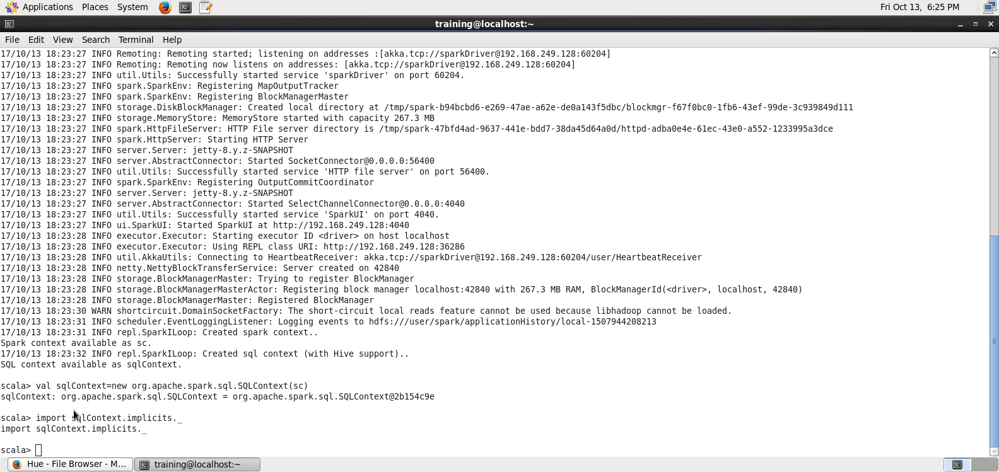 Applications Places System Fri Oct 13, 6:25 PM
training@localhost:~
File Edit View Search Terminal Help
17/10/13 18:23:27 INFO Remoting: Remoting started; listening on addresses :[akka.tcp://sparkDriver@192.168.249.128:60204]
17/10/13 18:23:27 INFO Remoting: Remoting now listens on addresses: [akka.tcp://sparkDriver@192.168.249.128:60204]
17/10/13 18:23:27 INFO util.Utils: Successfully started service 'sparkDriver' on port 60204.
17/10/13 18:23:27 INFO spark.SparkEnv: Registering MapOutputTracker
17/10/13 18:23:27 INFO spark.SparkEnv: Registering BlockManagerMaster
17/10/13 18:23:27 INFO storage.DiskBlockManager: Created local directory at /tmp/spark-b94bcbd6-e269-47ae-a62e-de0a143f5dbc/blockmgr-f67f0bc0-1fb6-43ef-99de-3c939849d111
17/10/13 18:23:27 INFO storage.MemoryStore: MemoryStore started with capacity 267.3 MB
17/10/13 18:23:27 INFO spark.HttpFileServer: HTTP File server directory is /tmp/spark-47bfd4ad-9637-441e-bdd7-38da45d64a0d/httpd-adba0e4e-61ec-43e0-a552-1233995a3dce
17/10/13 18:23:27 INFO spark.HttpServer: Starting HTTP Server
17/10/13 18:23:27 INFO server.Server: jetty-8.y.z-SNAPSHOT
17/10/13 18:23:27 INFO server.AbstractConnector: Started SocketConnector@0.0.0.0:56400
17/10/13 18:23:27 INFO util.Utils: Successfully started service 'HTTP file server' on port 56400.
17/10/13 18:23:27 INFO spark.SparkEnv: Registering OutputCommitCoordinator
17/10/13 18:23:27 INFO server.Server: jetty-8.y.z-SNAPSHOT
17/10/13 18:23:27 INFO server.AbstractConnector: Started SelectChannelConnector@0.0.0.0:4040
17/10/13 18:23:27 INFO util.Utils: Successfully started service 'SparkUI' on port 4040.
17/10/13 18:23:27 INFO ui.SparkUI: Started SparkUI at http://192.168.249.128:4040
17/10/13 18:23:28 INFO executor.Executor: Starting executor ID <driver> on host localhost
17/10/13 18:23:28 INFO executor.Executor: Using REPL class URI: http://192.168.249.128:36286
17/10/13 18:23:28 INFO util.AkkaUtils: Connecting to HeartbeatReceiver: akka.tcp://sparkDriver@192.168.249.128:60204/user/HeartbeatReceiver
17/10/13 18:23:28 INFO netty.NettyBlockTransferService: Server created on 42840
17/10/13 18:23:28 INFO storage.BlockManagerMaster: Trying to register BlockManager
17/10/13 18:23:28 INFO storage.BlockManagerMasterActor: Registering block manager localhost:42840 with 267.3 MB RAM, BlockManagerId(<driver>, localhost, 42840)
17/10/13 18:23:28 INFO storage.BlockManagerMaster: Registered BlockManager
17/10/13 18:23:30 WARN shortcircuit.DomainSocketFactory: The short-circuit local reads feature cannot be used because libhadoop cannot be loaded.
17/10/13 18:23:31 INFO scheduler.EventLoggingListener: Logging events to hdfs:///user/spark/applicationHistory/local-1507944208213
17/10/13 18:23:31 INFO repl.SparkILoop: Created spark context..
Spark context available as sc.
17/10/13 18:23:32 INFO repl.SparkILoop: Created sql context (with Hive support)..
SQL context available as sqlContext.
scala> val sqlContext=new org.apache.spark.sql.SQLContext(sc)
sqlContext: org.apache.spark.sql.SQLContext = org.apache.spark.sql.SQLContext@2b154c9e
scala> import sqlContext.implicits._
import sqlContext.implicits._
scala>
Hue - File Browser - M... training@localhost:~